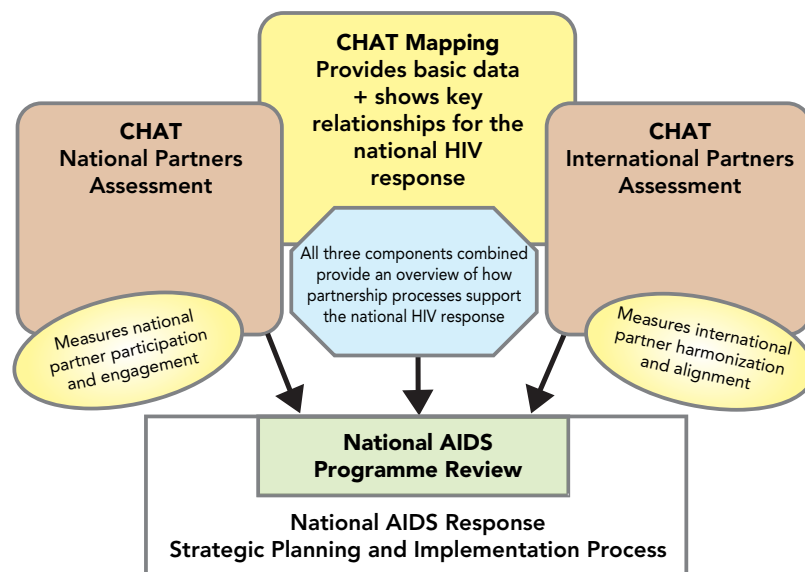 CHAT Mapping
Provides basic data
+ shows key
relationships for the
national HIV
response
CHAT
National Partners
Assessment
CHAT
International Partners
Assessment
All three components combined
provide an overview of how
partnership processes support
the national HIV response
Measures national
partner participation
and engagement
Measures international
partner harmonization
and alignment
National AIDS
Programme Review
National AIDS Response
Strategic Planning and Implementation Process